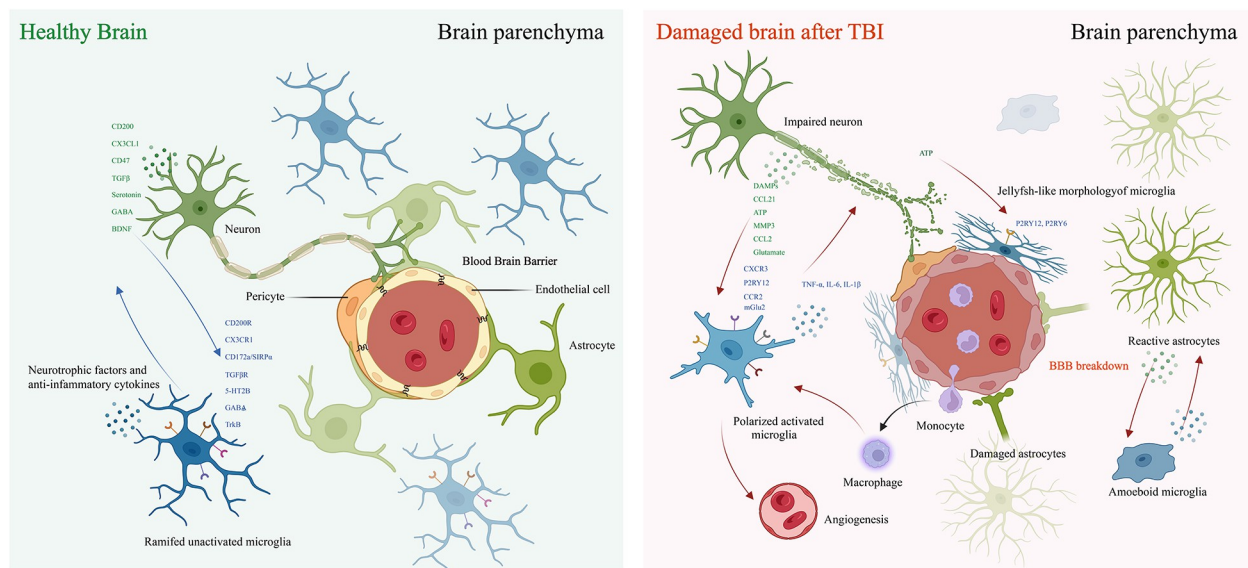 Healthy Brain
Brain parenchyma
CD200
CX3CL1
CD47
TGFβ
Serotonin
GABA
BDNF
Neuron
Blood Brain Barrier
Pericyte
Endothelial cell
CD200R
CX3CR1
CD172a/SIRPα
TGFβR
5-HT2B
GABA
TrkB
Astrocyte
Neurotrophic factors and
anti-inflammatory cytokines
Ramifed unactivated microglia
Damaged brain after TBI
Brain parenchyma
Impaired neuron
ATP
DAMPs
CCL21
ATP
MMP3
CCL2
Glutamate
Jellyfsh-like morphologyof microglia
P2RY12, P2RY6
CXCR3
P2RY12
CCR2
mGlu2
TNF-α, IL-6, IL-1β
Reactive astrocytes
BBB breakdown
Polarized activated
microglia
Monocyte
Damaged astrocytes
Macrophage
Amoeboid microglia
Angiogenesis